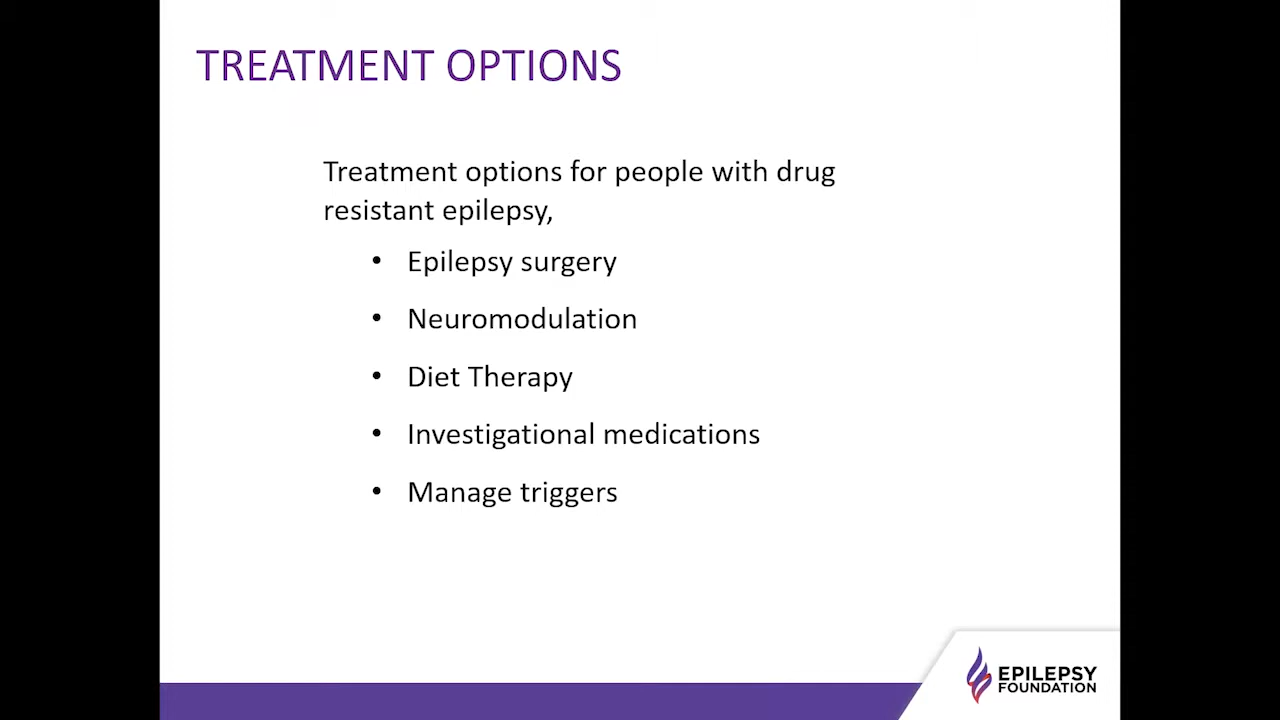 TREATMENT OPTIONS
Treatment options for people with drug
resistant epilepsy,
• Epilepsy surgery
• Neuromodulation
• Diet Therapy
• Investigational medications
• Manage triggers
EPILEPSY
FOUNDATION